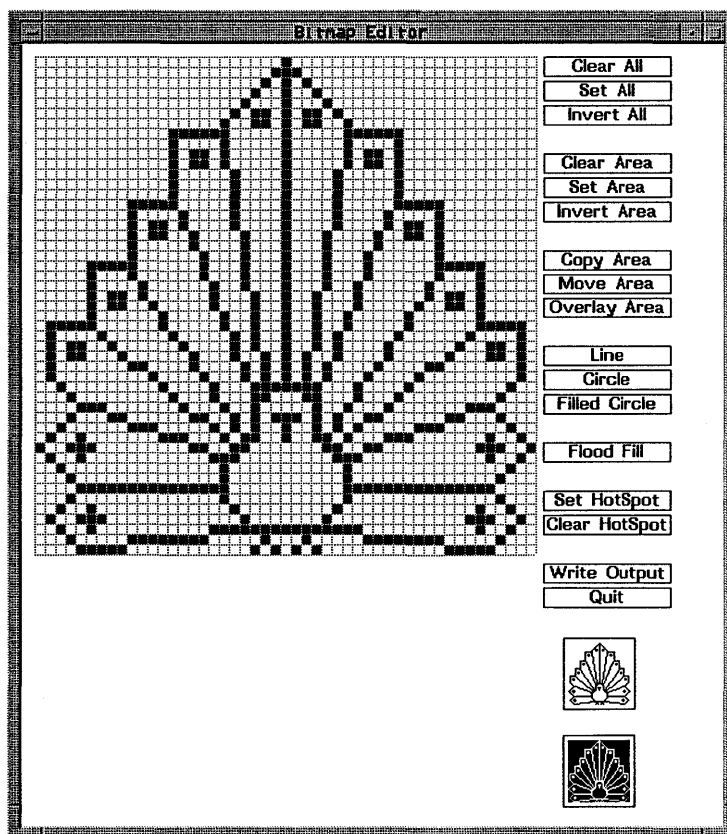 Bitmap Editor
Clear All
Set All
Invert All
Clear Area
Set Area
Invert Area
Copy Area
Move Area
Overlay Area
Line
Circle
Filled Circle
Flood Fill
Set HotSpot
Clear HotSpot
Write Output
Quit